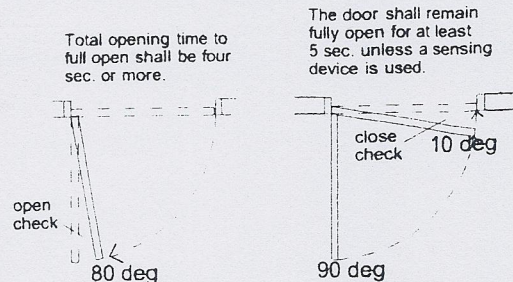 Total opening time to
full open shall be four
sec. or more.
open
check
80 deg
The door shall remain
fully open for at least
5 sec. unless a sensing
device is used.
close
check
10 deg
90 deg